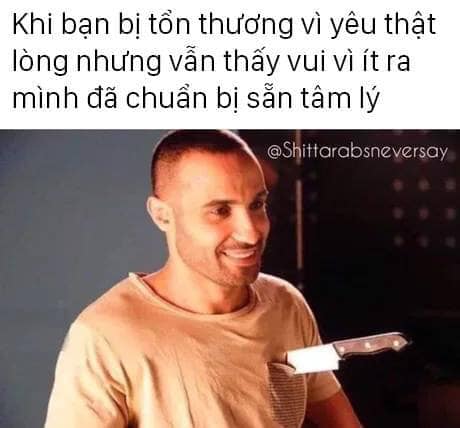 Khi bạn bị tổn thương vì yêu thật
lòng nhưng vẫn thấy vui vì ít ra
mình đã chuẩn bị sẵn tâm lý
@Shittarabsneversay